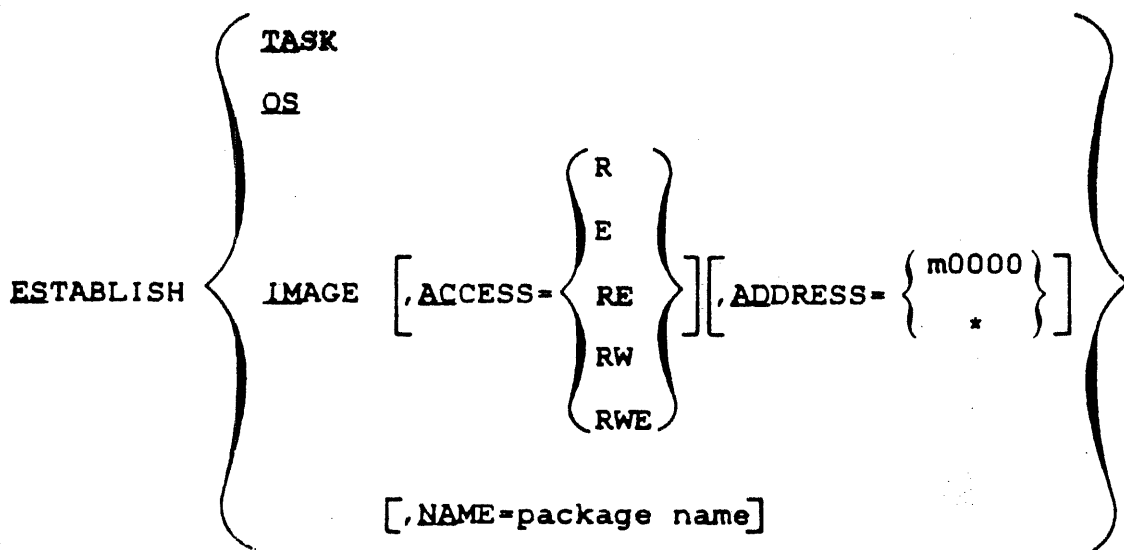 TASK
OS
R
E
ESTABLISH IMAGE [,ACCESS= RE ][,ADDRESS= m0000 ]
*
RW
RWE
[,NAME=package name]